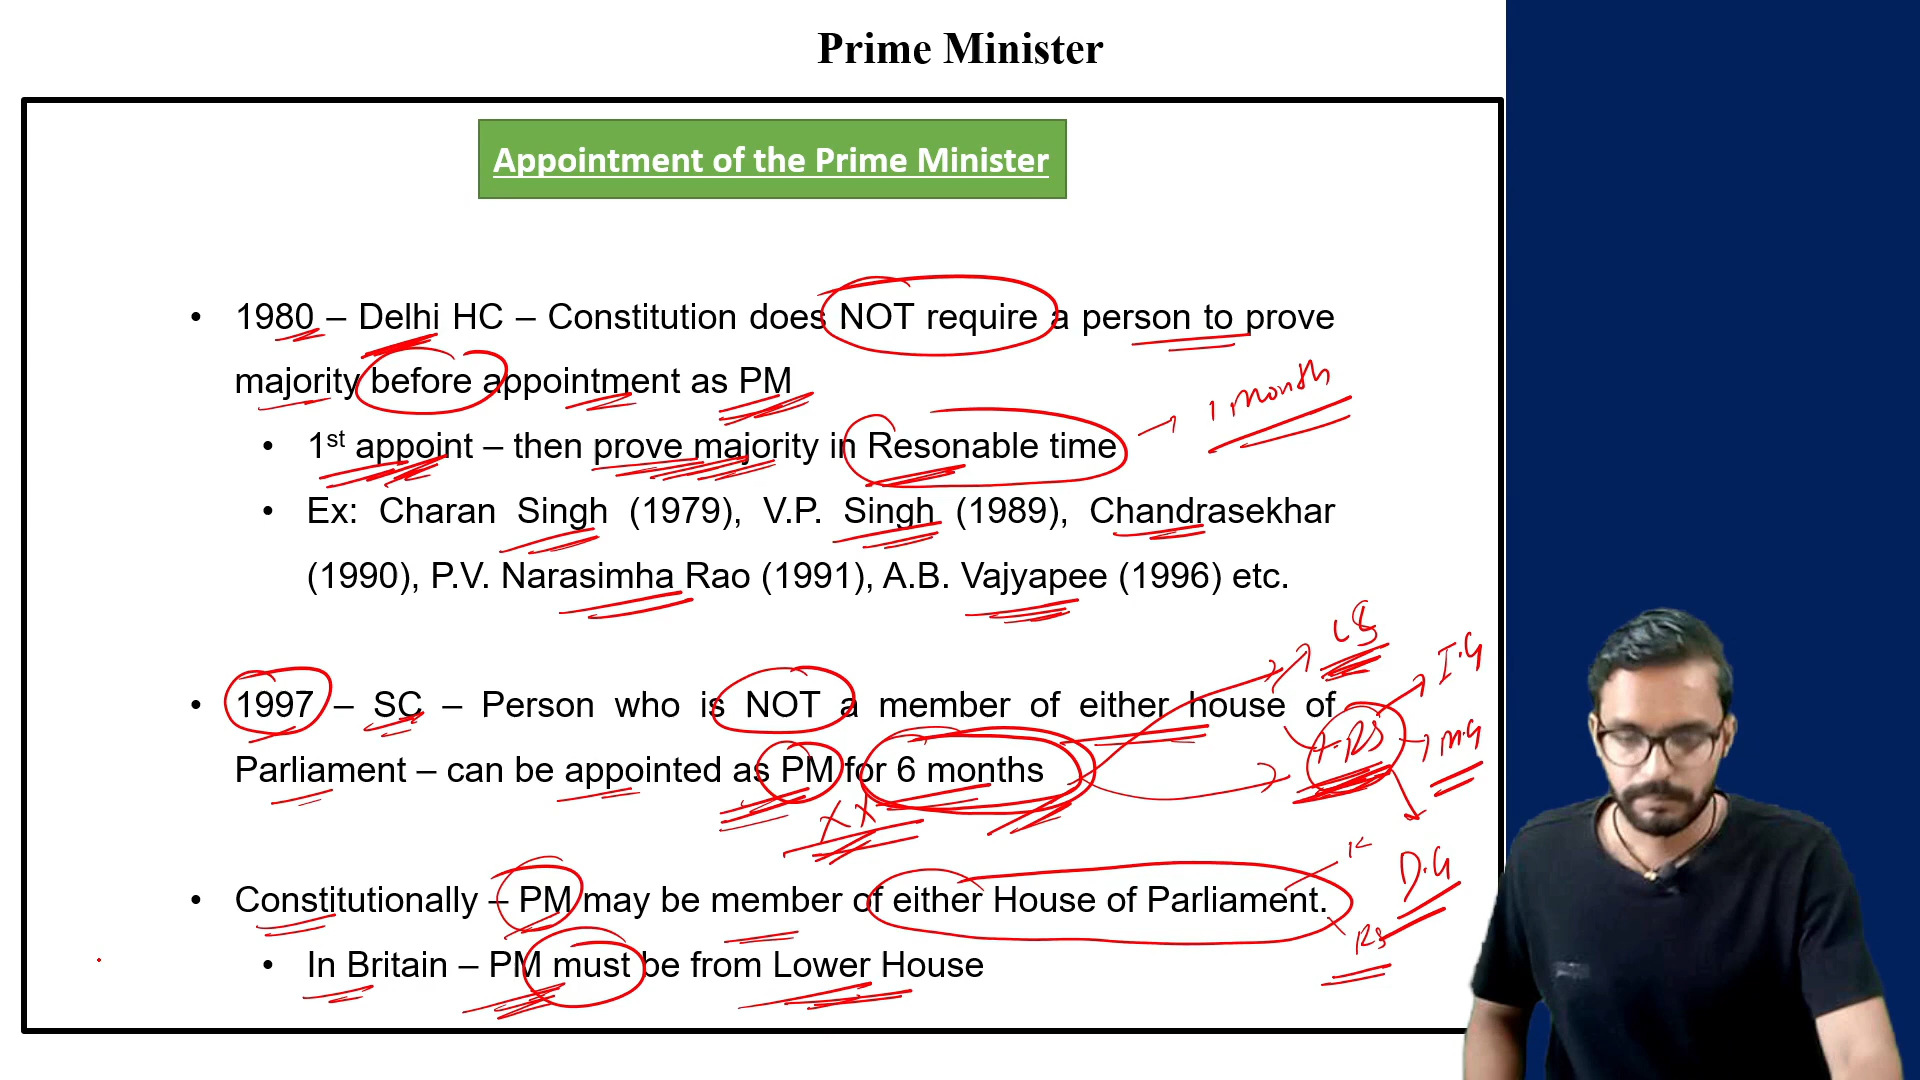 Prime Minister
Appointment of the Prime Minister
• 1980 – Delhi HC – Constitution does NOT require a person to prove
majority before appointment as PM
1 month
• 1st appoint – then prove majority in Resonable time
• Ex: Charan Singh (1979), V.P. Singh (1989), Chandrasekhar
(1990), P.V. Narasimha Rao (1991), A.B. Vajyapee (1996) etc.
LS
I.G
• 1997 – SC – Person who is NOT a member of either house of
RS
M.G
Parliament – can be appointed as PM for 6 months
XX
D.G
• Constitutionally – PM may be member of either House of Parliament.
RS
• In Britain – PM must be from Lower House